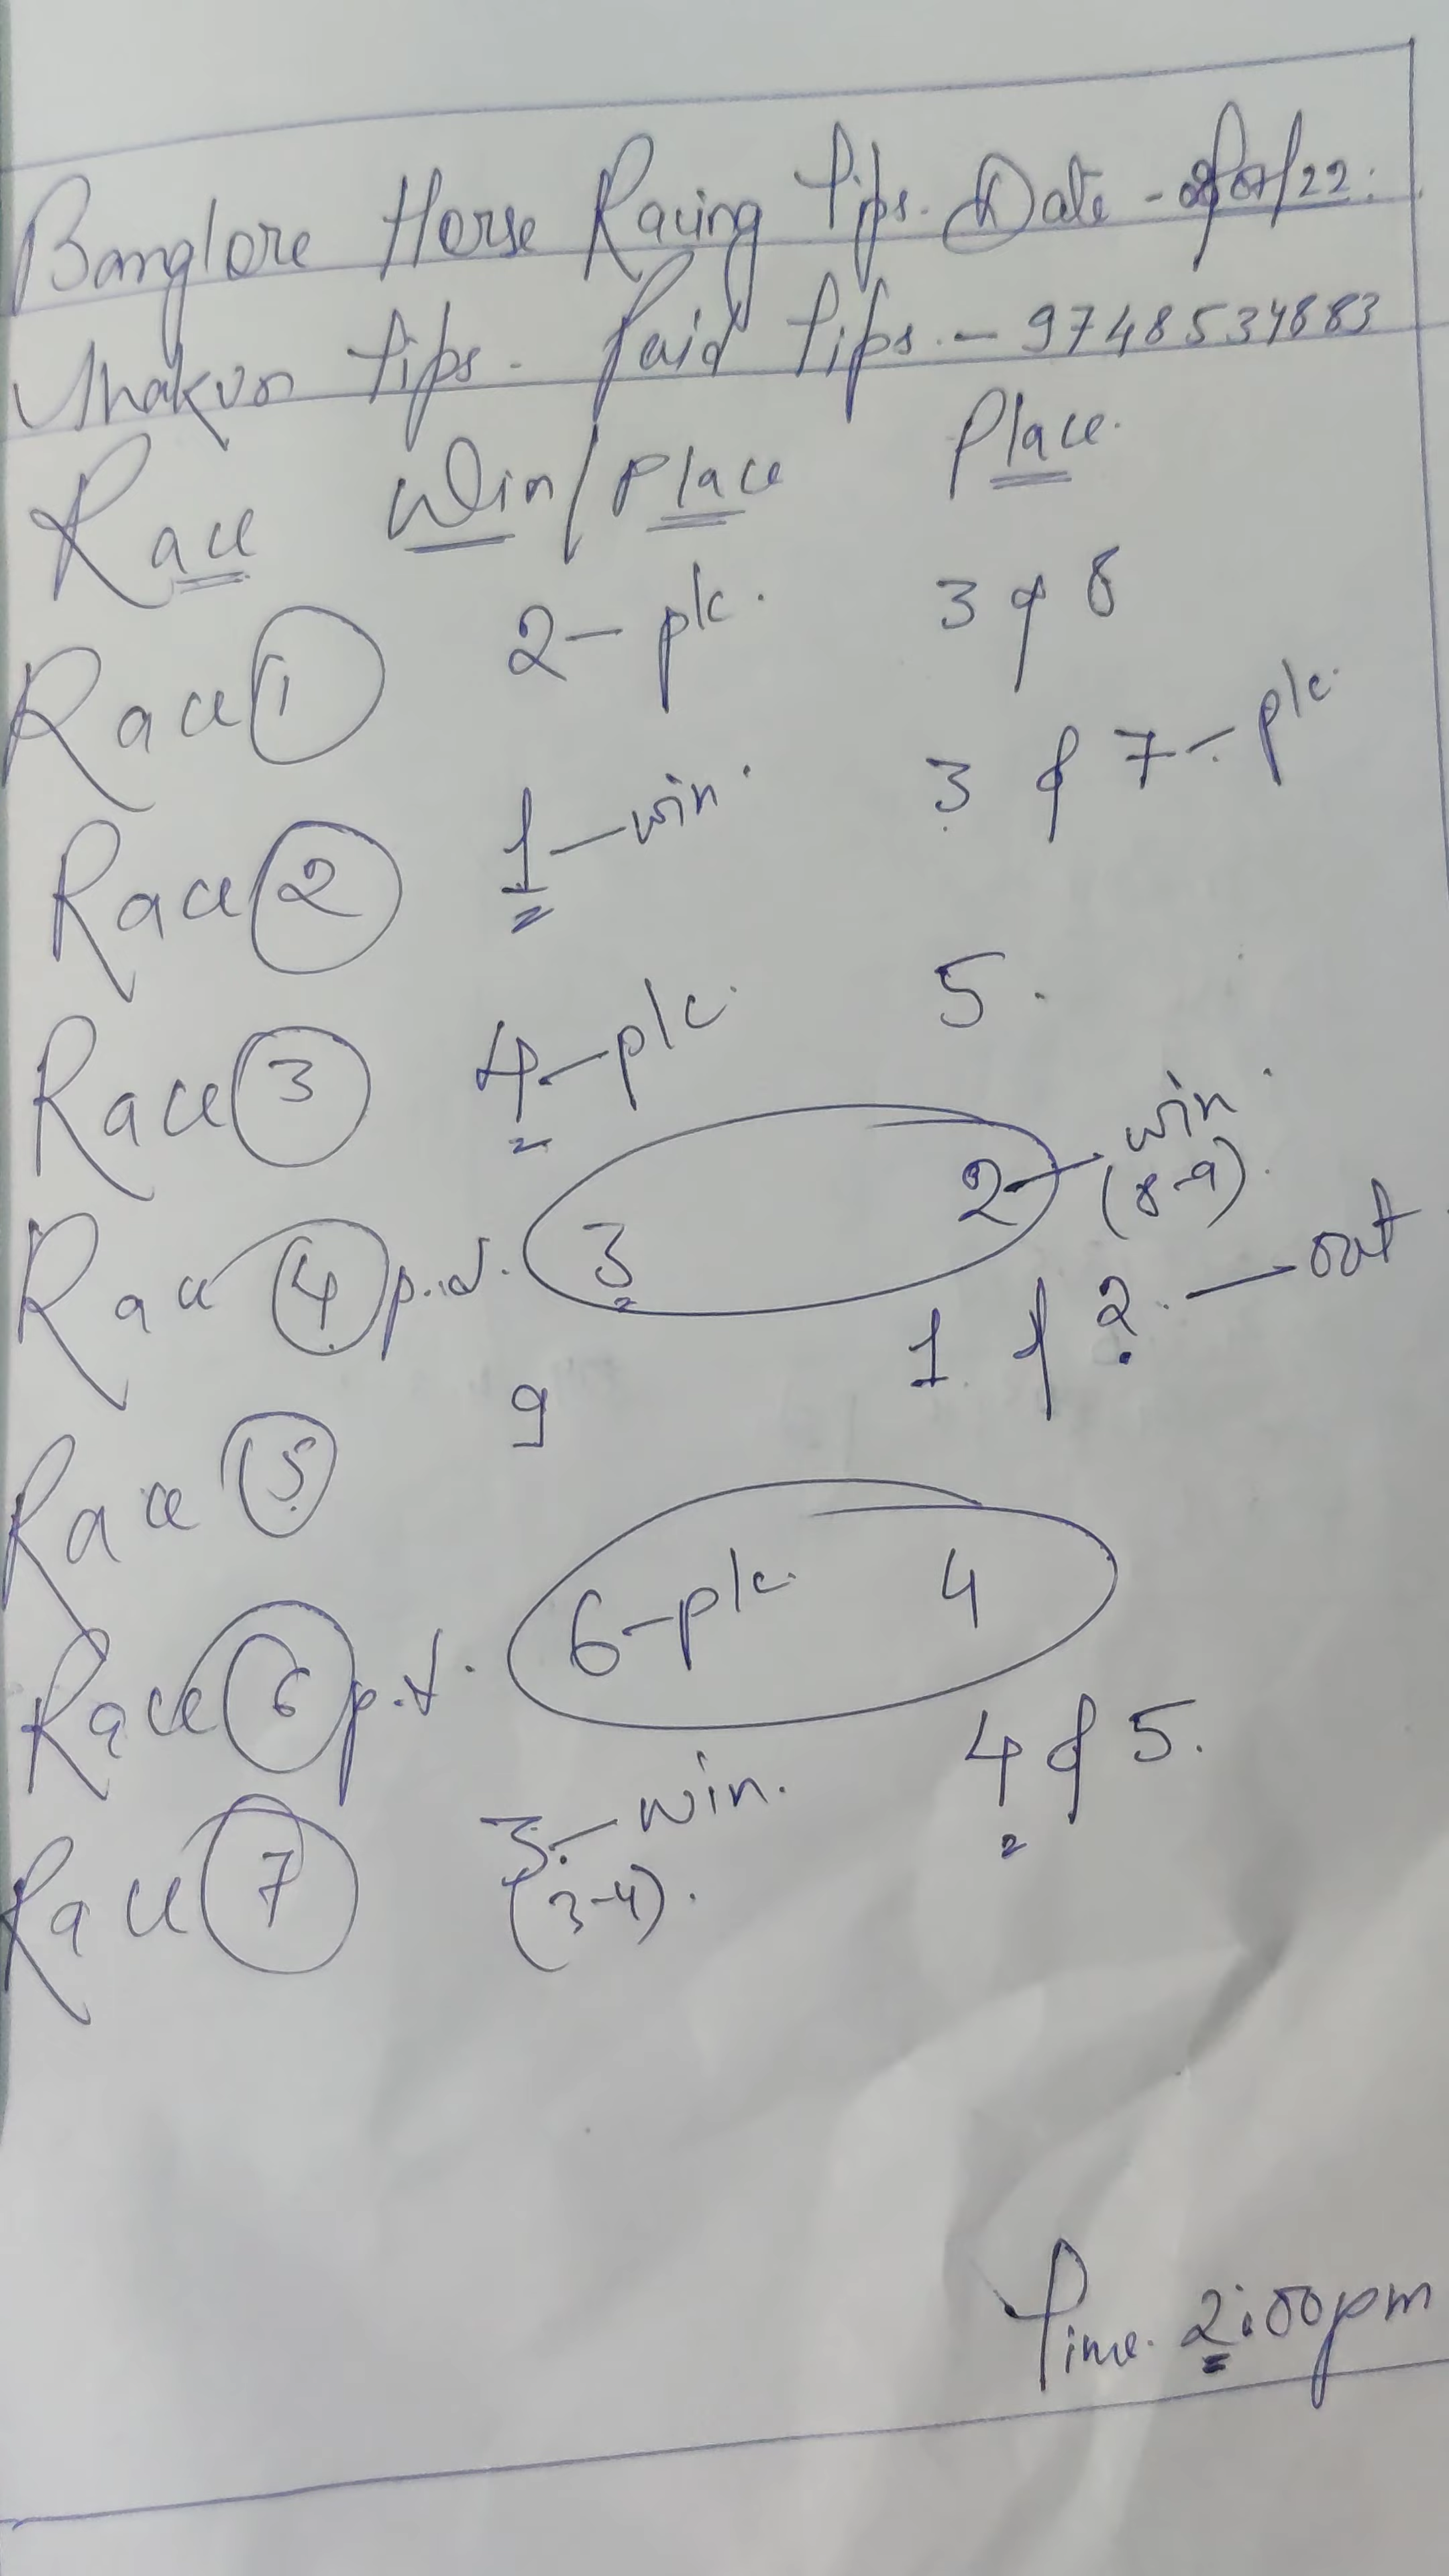 Banglore Horse Racing Tips. Date - /07/22:
Tips. Paid Tips. - 9748534883
Race Win/Place Place.
Race 1 2 - plc. 3 & 8
Race 2 1 - win. 3 & 7 - plc.
Race 3 4 - plc. 5.
Race 4 p.d. 3 2 - win. (8-9).
Race 5 9 1 & 2. - out
Race 6 p.d. 6 - plc. 4
Race 7 3. - win. (3-4). 4 & 5.
Time. 2:00pm